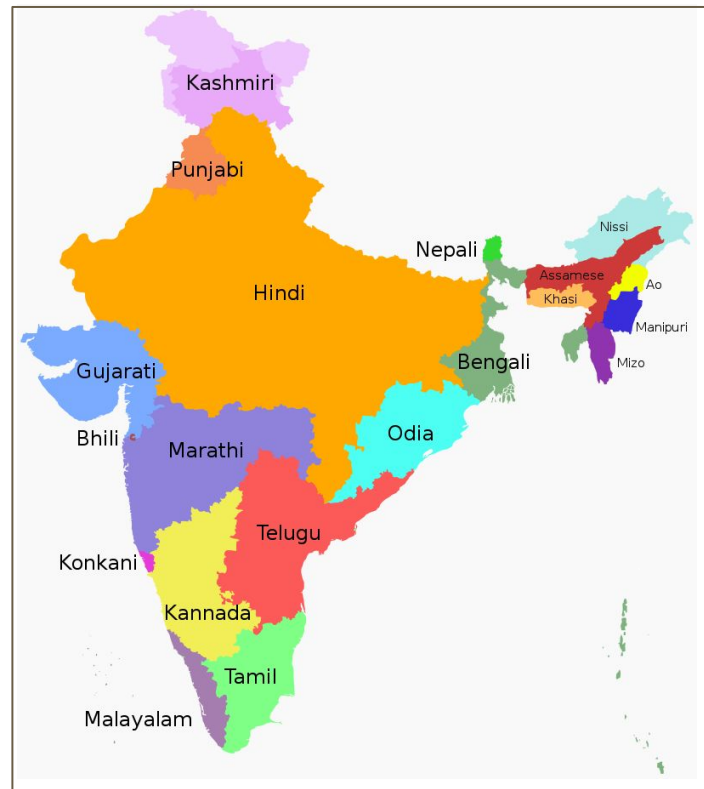 Kashmiri
Punjabi
Nissi
Nepali
Assamese
Ao
Hindi
Khasi
Manipuri
Bengali
Mizo
Gujarati
Bhili
Odia
Marathi
Telugu
Konkani
Kannada
Tamil
Malayalam